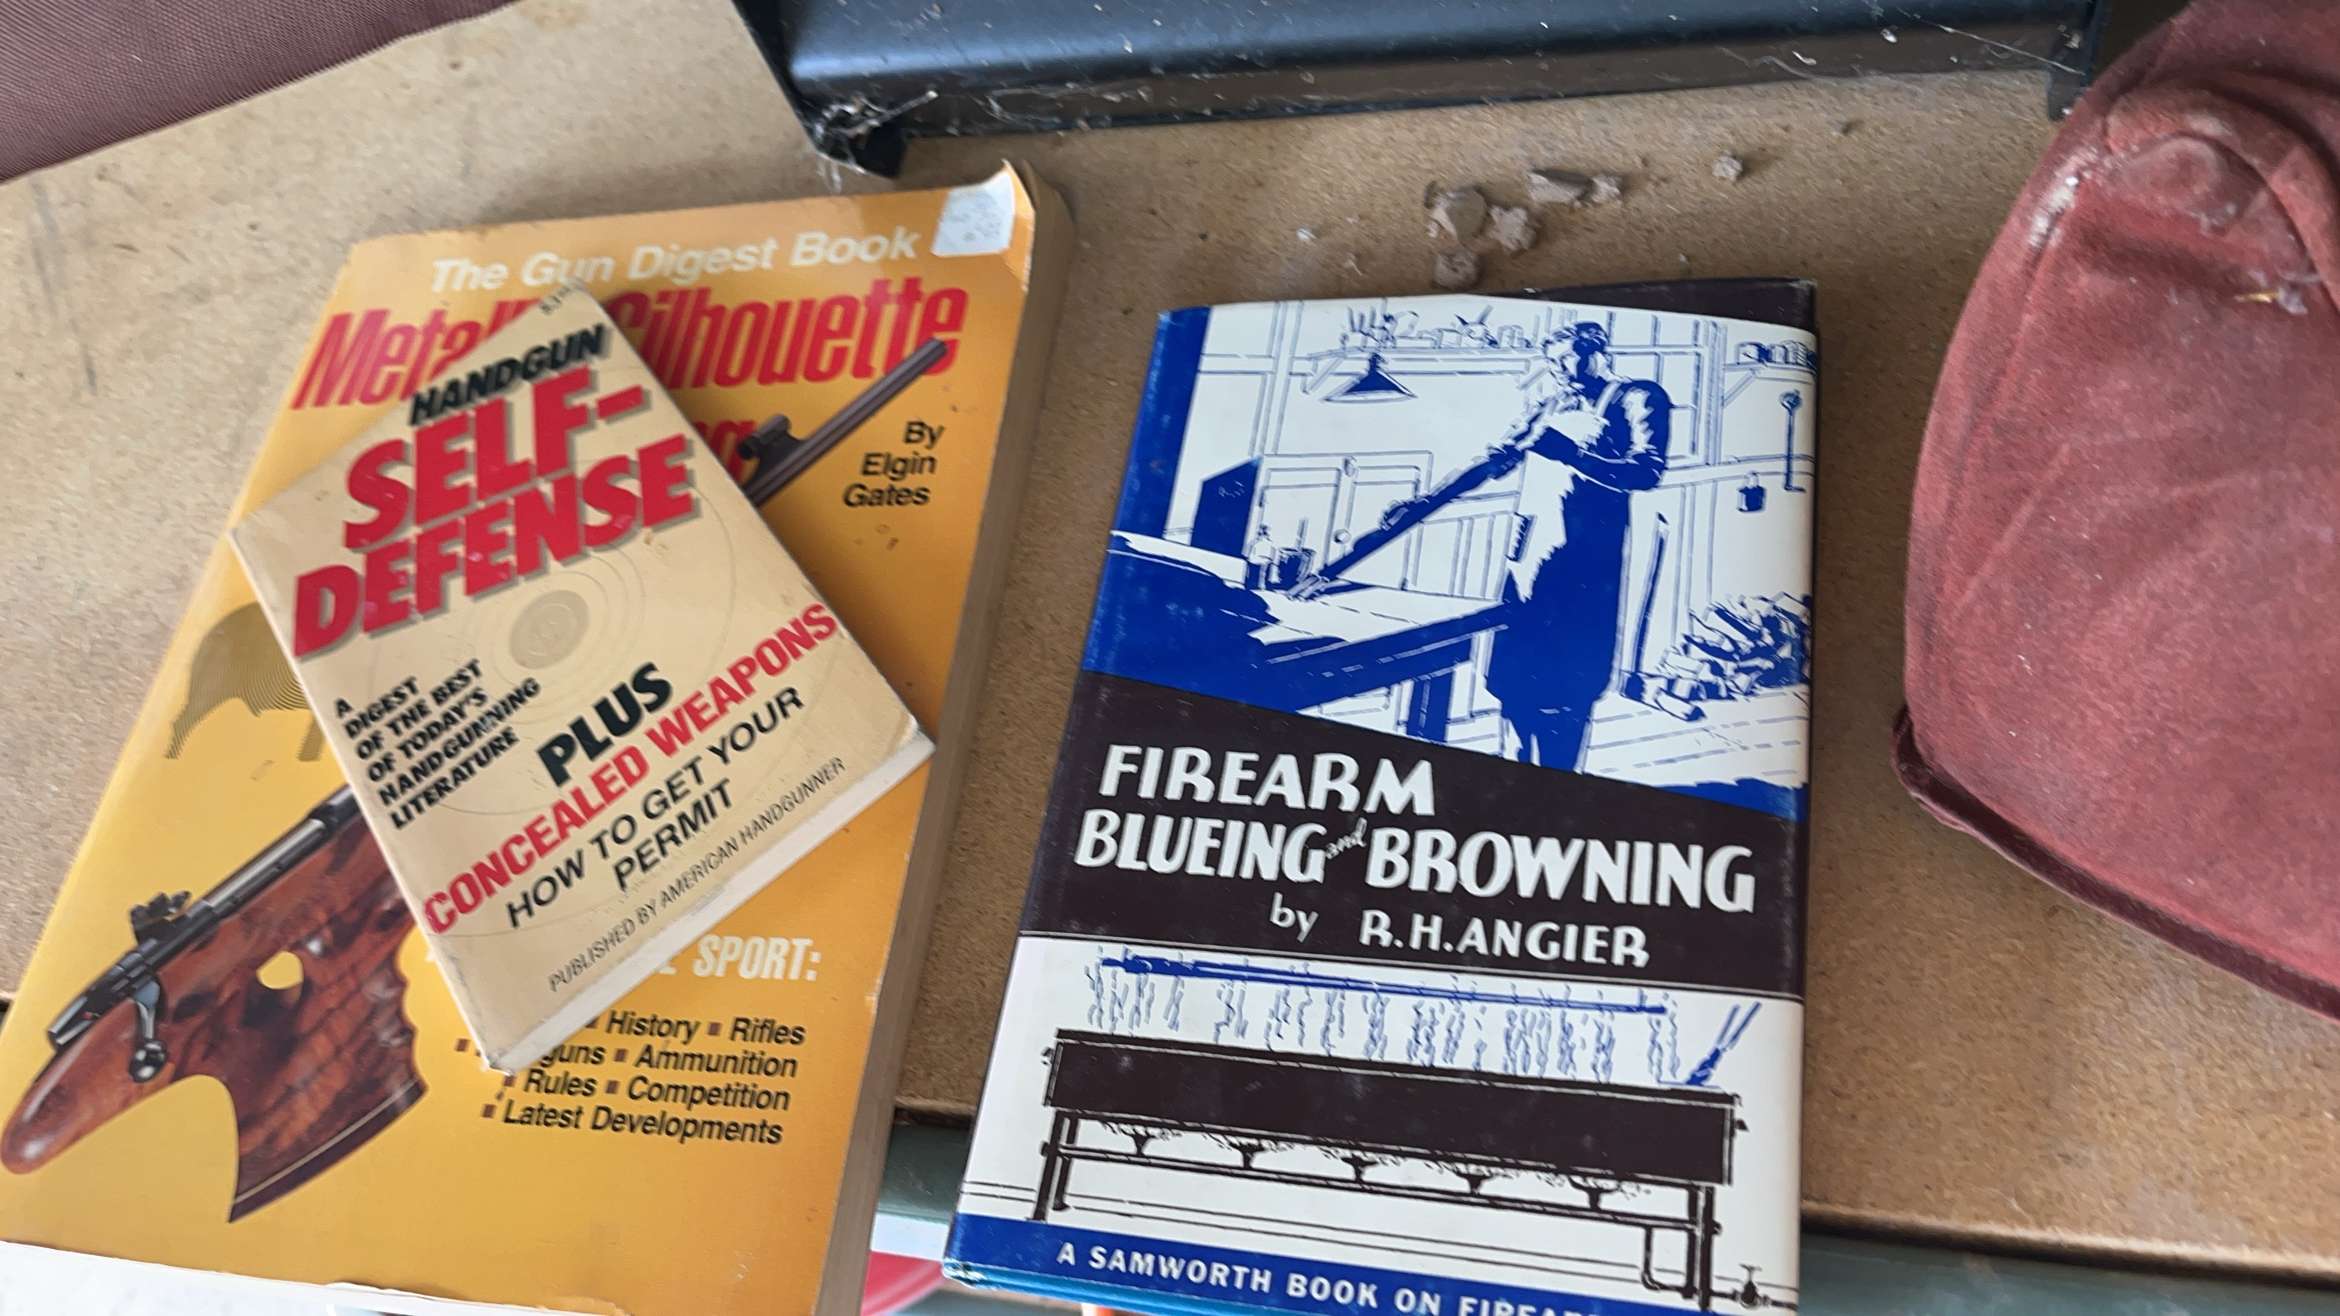 The Gun Digest Book
Silhouette
By
Elgin
Gates
SPORT:
History ▪ Rifles
▪ Ammunition
▪ Rules ▪ Competition
▪ Latest Developments
HANDGUN
SELF-
DEFENSE
A
DIGEST
OF THE BEST
OF TODAY'S
HANDGUNNING
LITERATURE
PLUS
CONCEALED WEAPONS
HOW TO GET YOUR
PERMIT
PUBLISHED BY AMERICAN HANDGUNNER
FIREARM
BLUEING and BROWNING
by R.H. ANGIER
A SAMWORTH BOOK ON